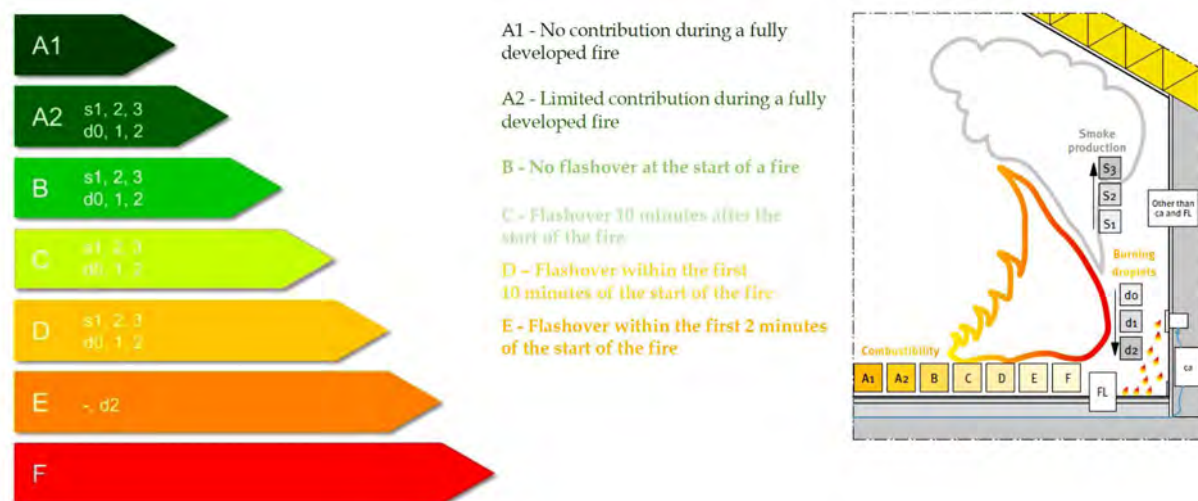 A1
A2
s1, 2, 3
d0, 1, 2
B
s1, 2, 3
d0, 1, 2
C
s1, 2, 3
d0, 1, 2
D
s1, 2, 3
d0, 1, 2
E
-, d2
F
A1 - No contribution during a fully
developed fire
A2 - Limited contribution during a fully
developed fire
B - No flashover at the start of a fire
C - Flashover 10 minutes after the
start of the fire
D – Flashover within the first
10 minutes of the start of the fire
E - Flashover within the first 2 minutes
of the start of the fire
Smoke
production
S3
S2
S1
Other than
ca and FL
Burning
droplets
d0
d1
d2
ca
Combustibility
A1 A2 B C D E F
FL